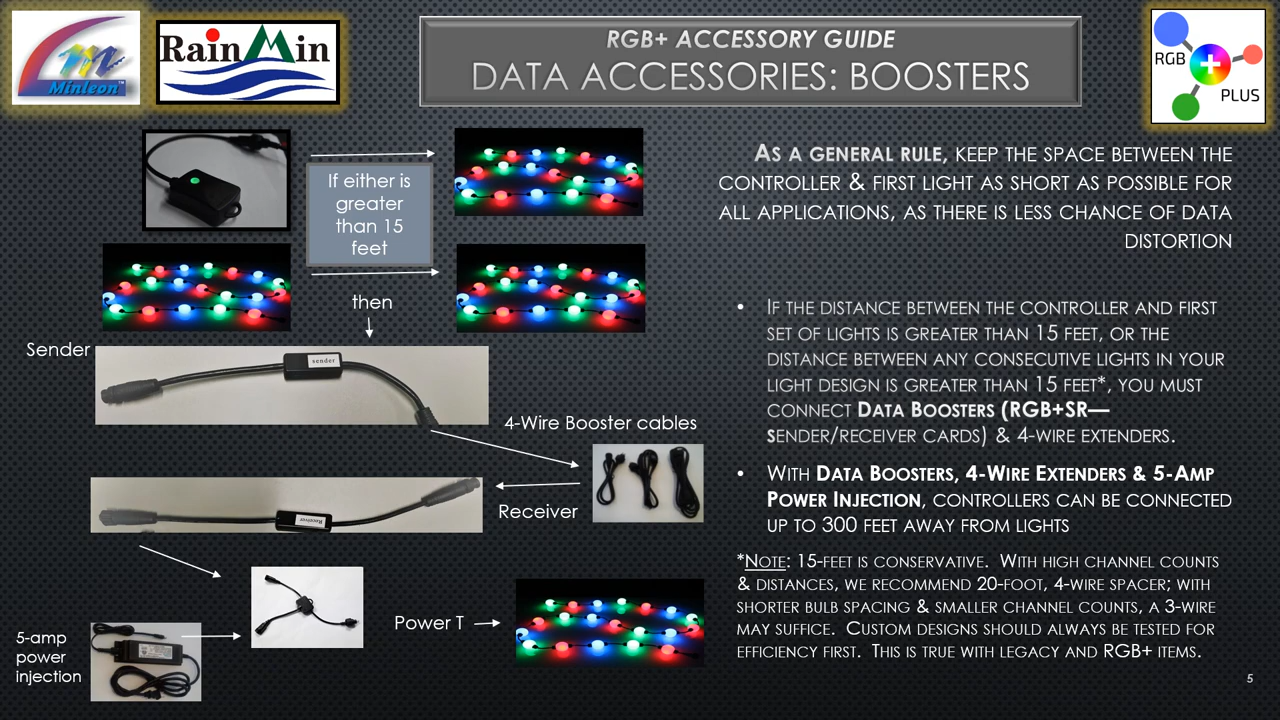 Minleon™
RainMin
RGB+ ACCESSORY GUIDE
DATA ACCESSORIES: BOOSTERS
RGB
PLUS
If either is
greater
than 15
feet
then
Sender
sender
4-Wire Booster cables
Receiver
Receiver
5-amp
power
injection
Power T
AS A GENERAL RULE, KEEP THE SPACE BETWEEN THE
CONTROLLER & FIRST LIGHT AS SHORT AS POSSIBLE FOR
ALL APPLICATIONS, AS THERE IS LESS CHANCE OF DATA
DISTORTION
• IF THE DISTANCE BETWEEN THE CONTROLLER AND FIRST
SET OF LIGHTS IS GREATER THAN 15 FEET, OR THE
DISTANCE BETWEEN ANY CONSECUTIVE LIGHTS IN YOUR
LIGHT DESIGN IS GREATER THAN 15 FEET*, YOU MUST
CONNECT DATA BOOSTERS (RGB+SR—
SENDER/RECEIVER CARDS) & 4-WIRE EXTENDERS.
• WITH DATA BOOSTERS, 4-WIRE EXTENDERS & 5-AMP
POWER INJECTION, CONTROLLERS CAN BE CONNECTED
UP TO 300 FEET AWAY FROM LIGHTS
*NOTE: 15-FEET IS CONSERVATIVE. WITH HIGH CHANNEL COUNTS
& DISTANCES, WE RECOMMEND 20-FOOT, 4-WIRE SPACER; WITH
SHORTER BULB SPACING & SMALLER CHANNEL COUNTS, A 3-WIRE
MAY SUFFICE. CUSTOM DESIGNS SHOULD ALWAYS BE TESTED FOR
EFFICIENCY FIRST. THIS IS TRUE WITH LEGACY AND RGB+ ITEMS.
5